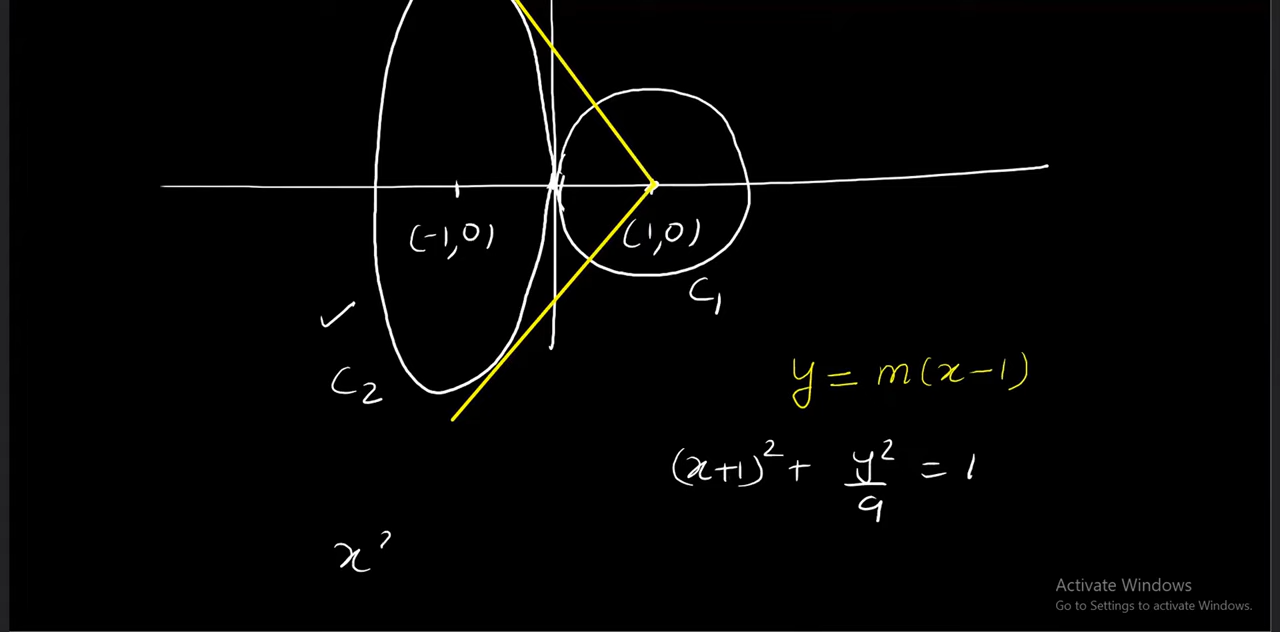 (-1,0) (1,0)
C₁
✓
C₂
y = m(x-1)
(x+1)² + y²/9 = 1
x²
Activate Windows
Go to Settings to activate Windows.